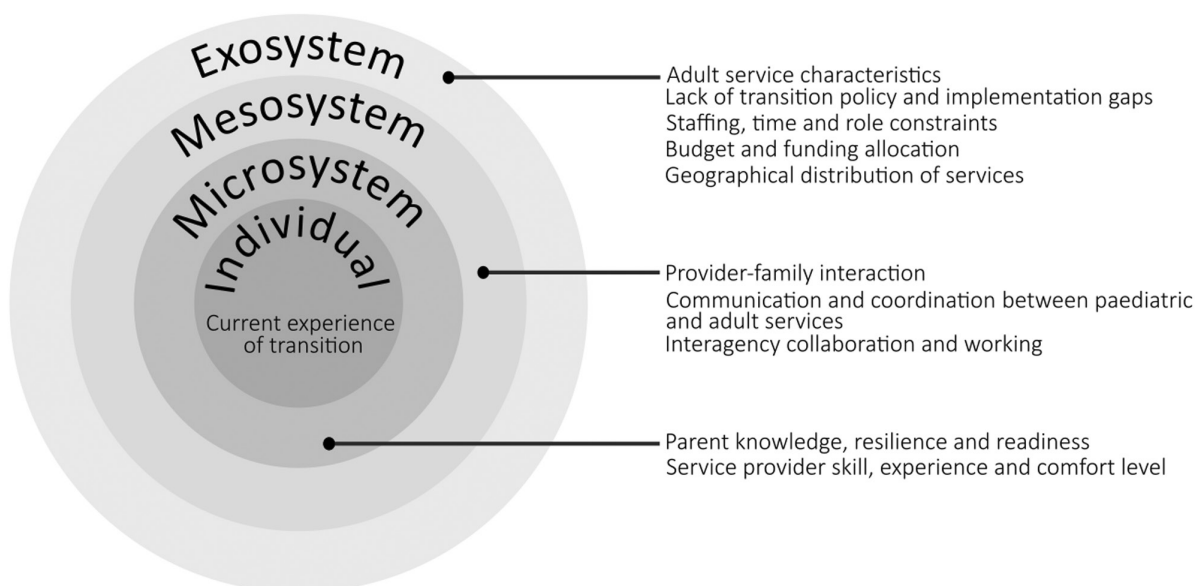 Exosystem
Mesosystem
Microsystem
Individual
Current experience
of transition
Adult service characteristics
Lack of transition policy and implementation gaps
Staffing, time and role constraints
Budget and funding allocation
Geographical distribution of services
Provider-family interaction
Communication and coordination between paediatric
and adult services
Interagency collaboration and working
Parent knowledge, resilience and readiness
Service provider skill, experience and comfort level